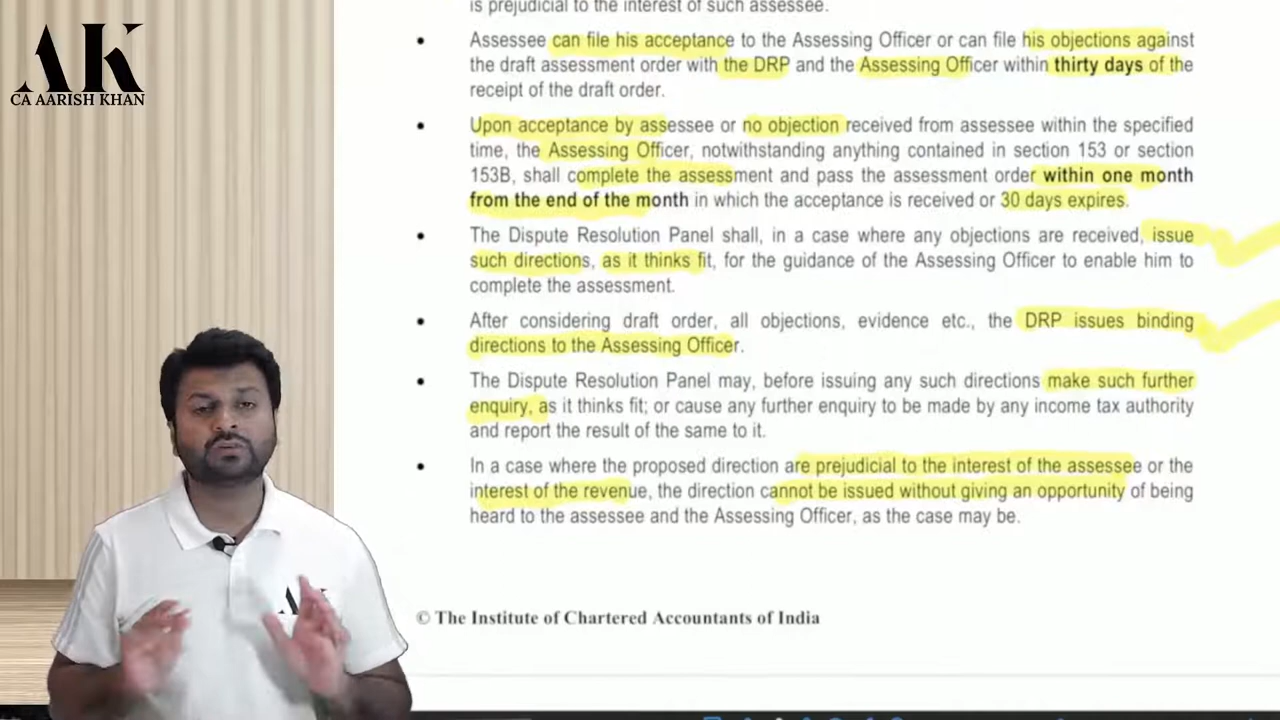 AK
CA AARISH KHAN
is prejudicial to the interest of such assessee.
• Assessee can file his acceptance to the Assessing Officer or can file his objections against
the draft assessment order with the DRP and the Assessing Officer within thirty days of the
receipt of the draft order.
• Upon acceptance by assessee or no objection received from assessee within the specified
time, the Assessing Officer, notwithstanding anything contained in section 153 or section
153B, shall complete the assessment and pass the assessment order within one month
from the end of the month in which the acceptance is received or 30 days expires.
• The Dispute Resolution Panel shall, in a case where any objections are received, issue
such directions, as it thinks fit, for the guidance of the Assessing Officer to enable him to
complete the assessment.
• After considering draft order, all objections, evidence etc., the DRP issues binding
directions to the Assessing Officer.
• The Dispute Resolution Panel may, before issuing any such directions make such further
enquiry, as it thinks fit; or cause any further enquiry to be made by any income tax authority
and report the result of the same to it.
• In a case where the proposed direction are prejudicial to the interest of the assessee or the
interest of the revenue, the direction cannot be issued without giving an opportunity of being
heard to the assessee and the Assessing Officer, as the case may be.
© The Institute of Chartered Accountants of India
AK